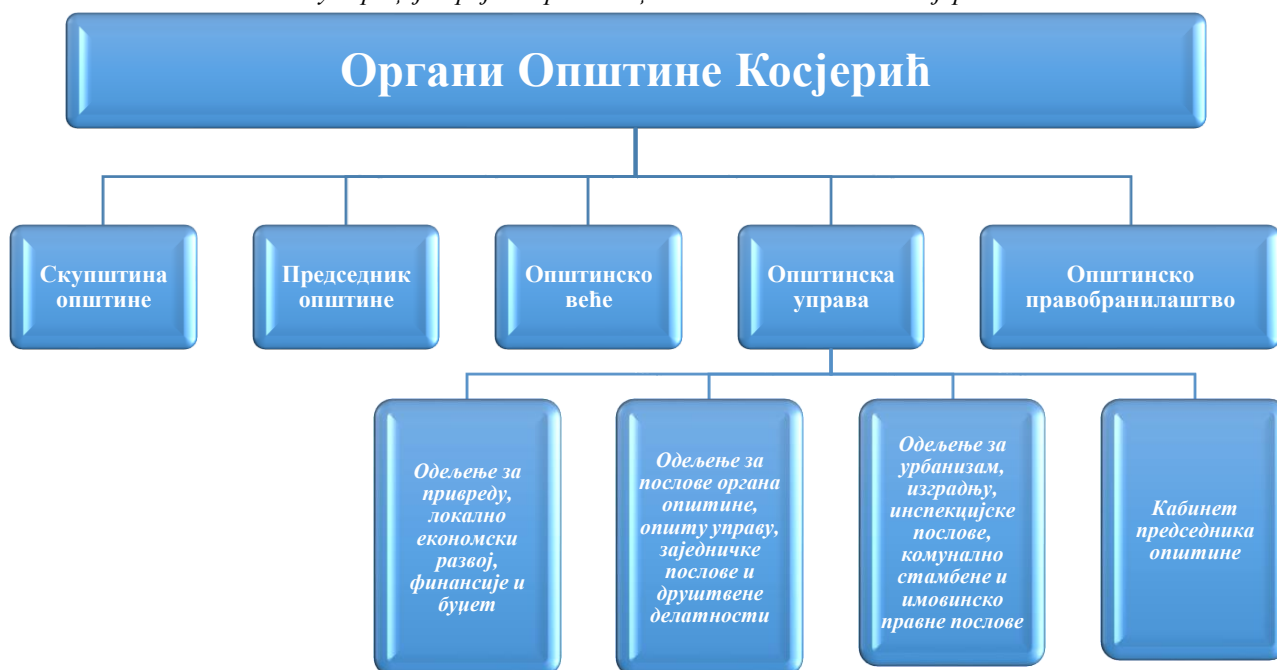 Органи Општине Косјерић
Скупштина
општине
Председник
општине
Општинско
веће
Општинска
управа
Општинско
правобранилаштво
Одељење за
привреду,
локално
економски
развој,
финансије и
буџет
Одељење за
послове органа
општине,
општу управу,
заједничке
послове и
друштвене
делатности
Одељење за
урбанизам,
изградњу,
инспекцијске
послове,
комунално
стамбене и
имовинско
правне послове
Кабинет
председника
општине